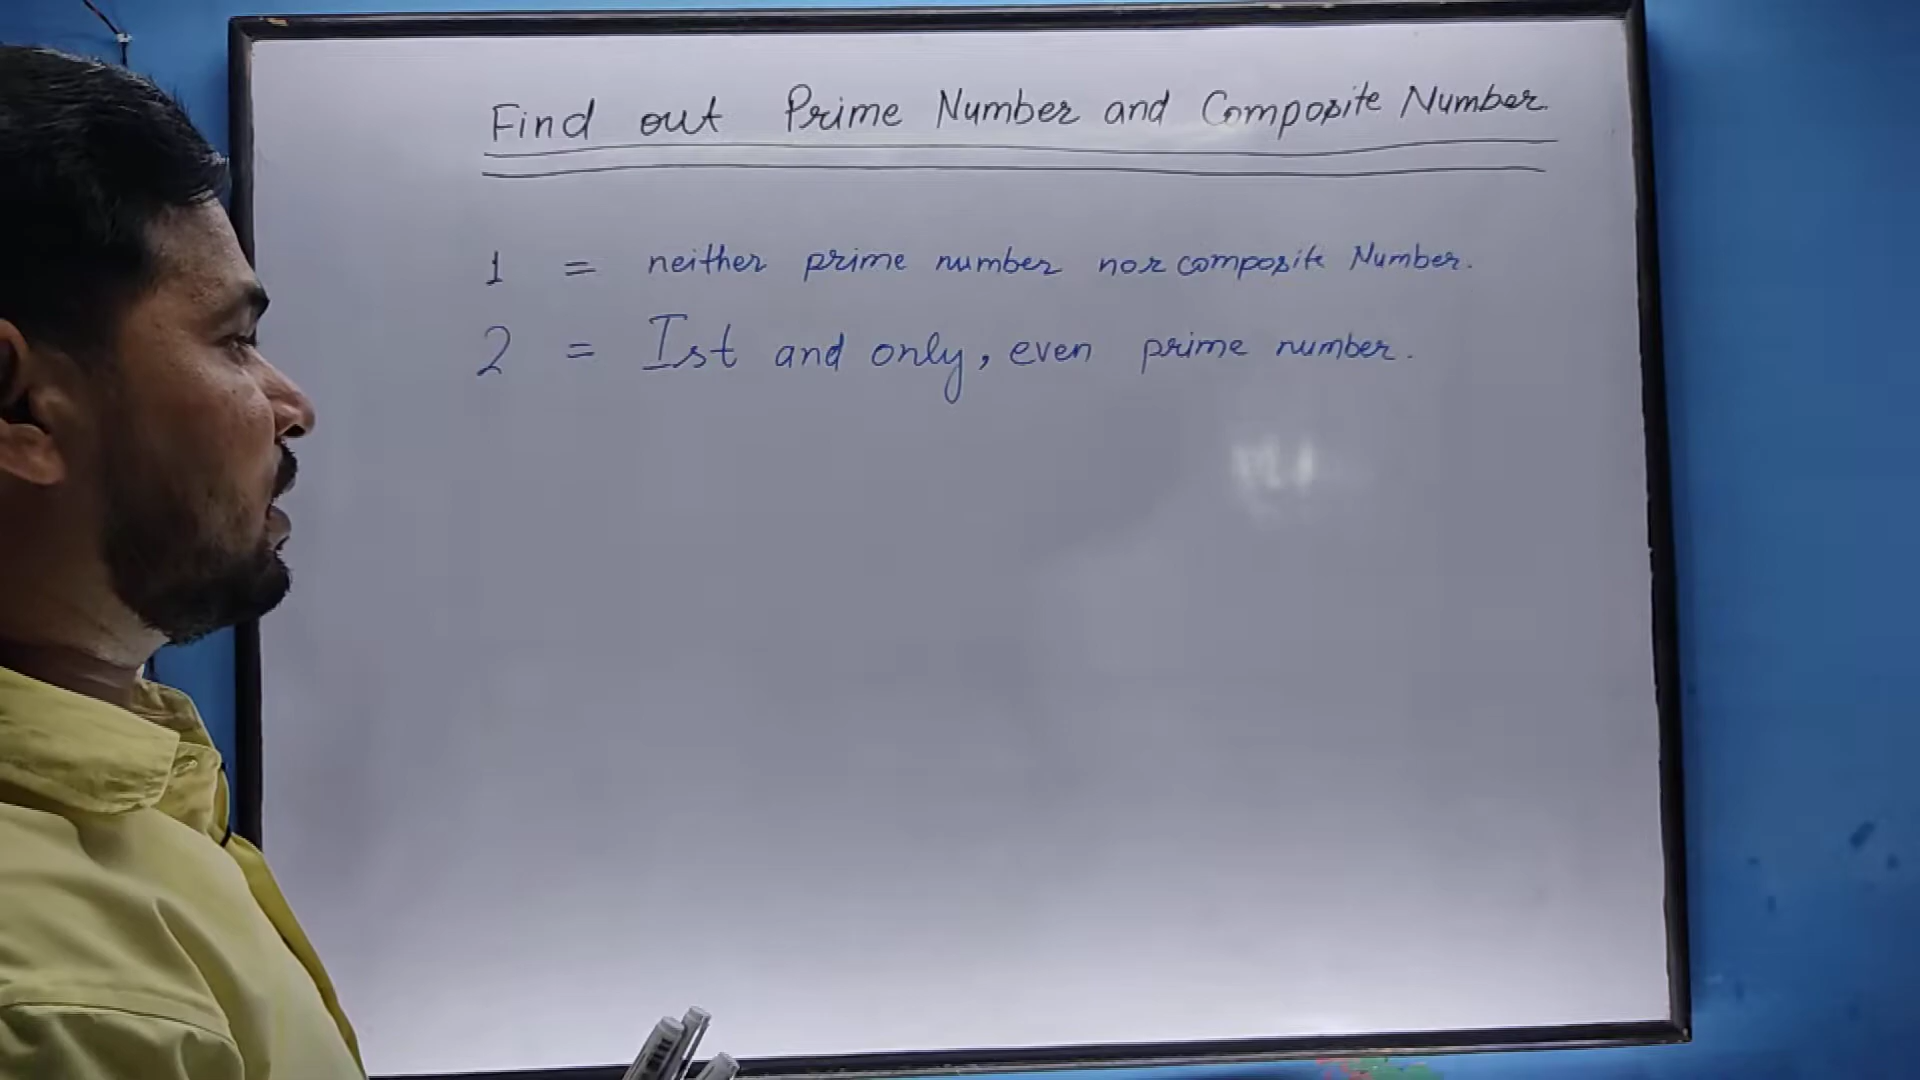 Find out Prime Number and Composite Number.
1 = neither prime number nor composite Number.
2 = Ist and only, even prime number.